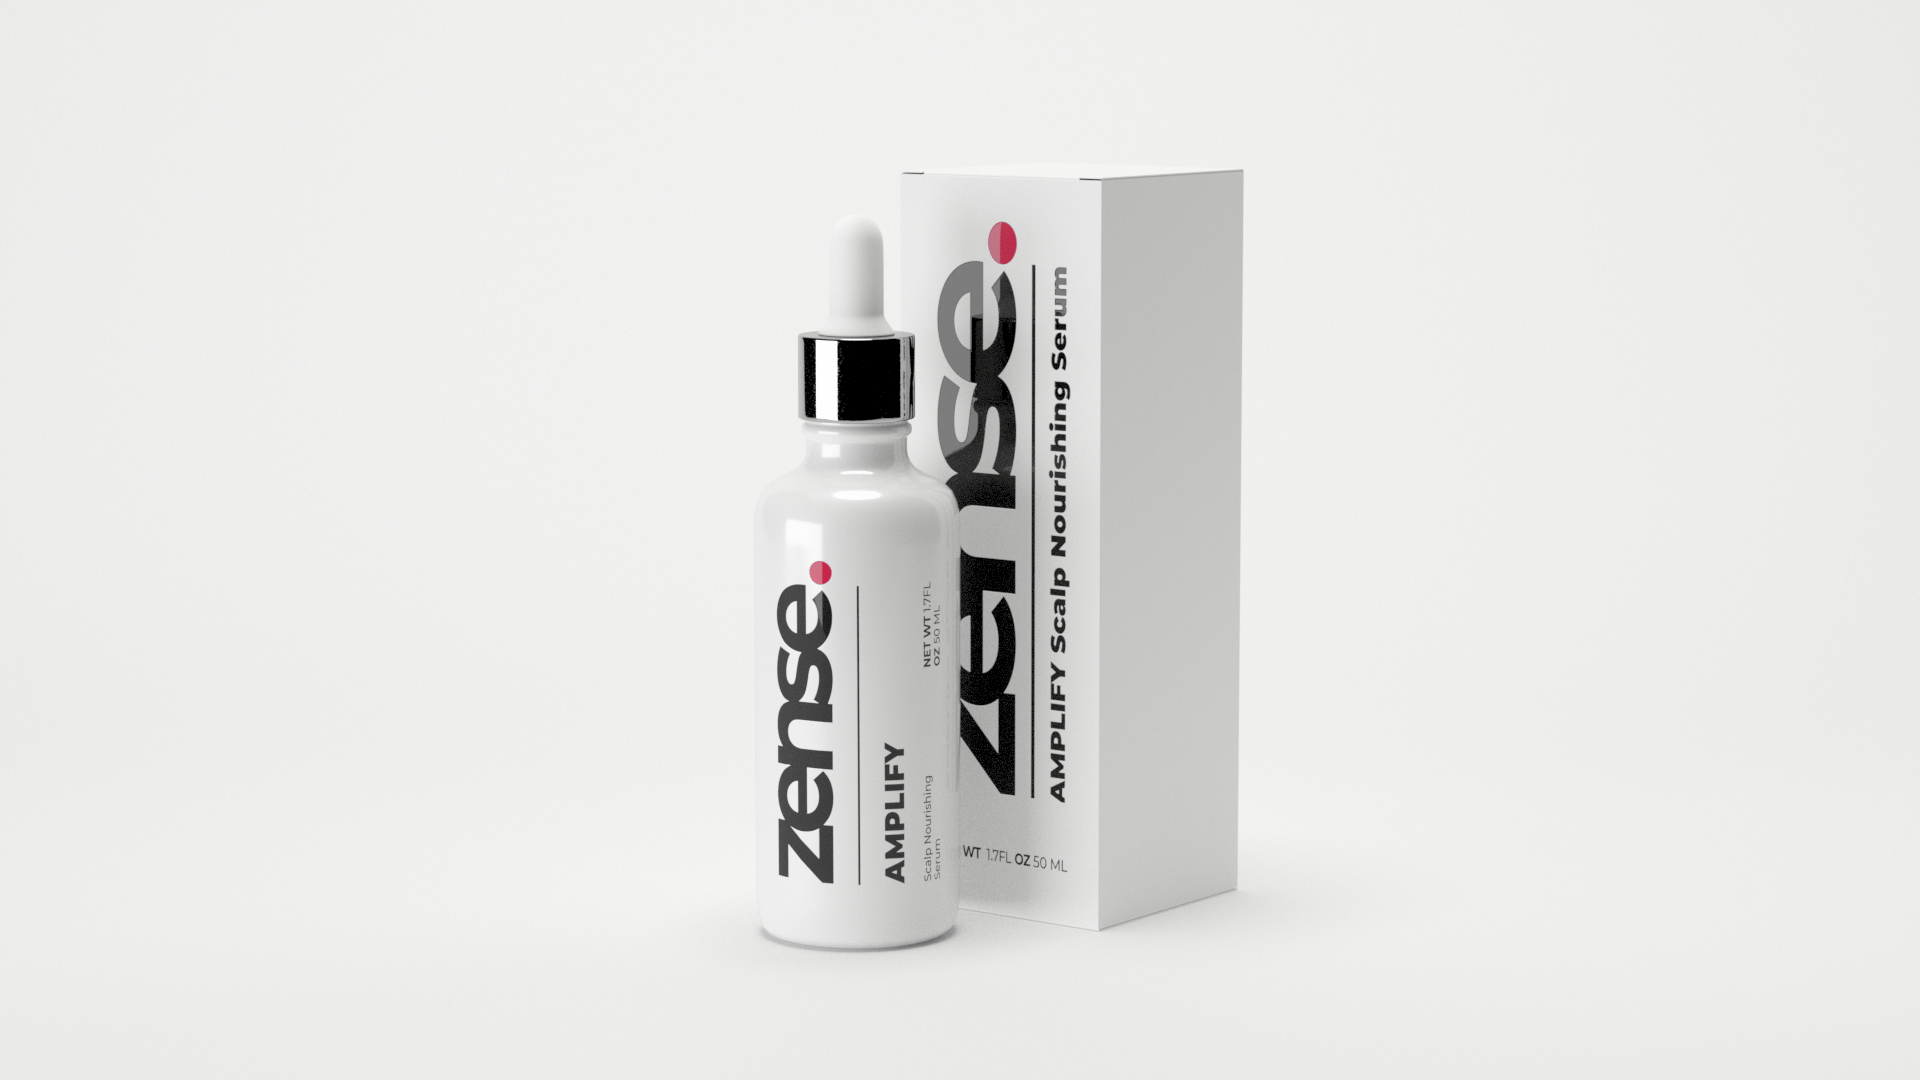 zense.
AMPLIFY
Scalp Nourishing
Serum
NET WT 1.7FL
OZ 50 ML
zense.
AMPLIFY Scalp Nourishing Serum
WT 1.7FL OZ 50 ML